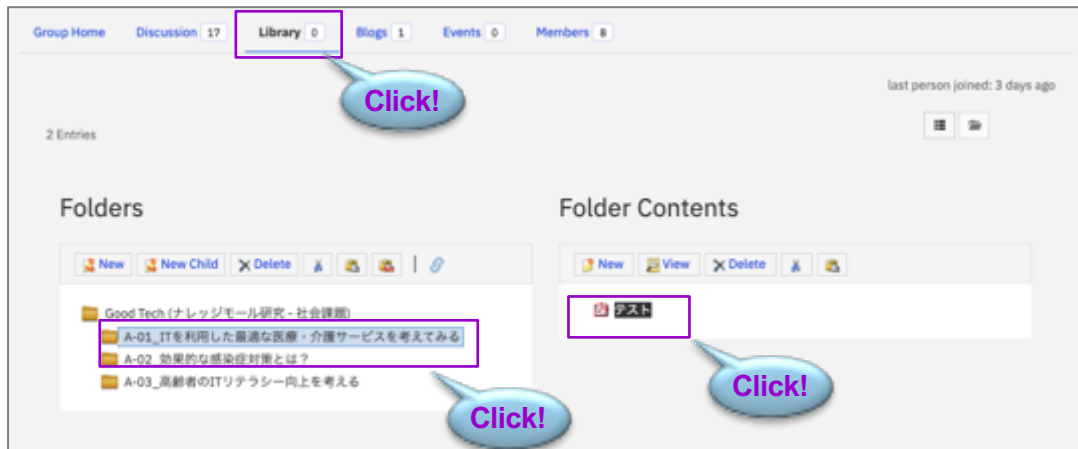 Group Home Discussion 17 Library 0 Blogs 1 Events 0 Members 8
Click!
last person joined: 3 days ago
2 Entries
Folders
New New Child Delete
Good Tech (ナレッジモール研究 - 社会課題)
A-01_ITを利用した最適な医療・介護サービスを考えてみる
A-02_効果的な感染症対策とは？
A-03_高齢者のITリテラシー向上を考える
Click!
Folder Contents
New View Delete
テスト
Click!